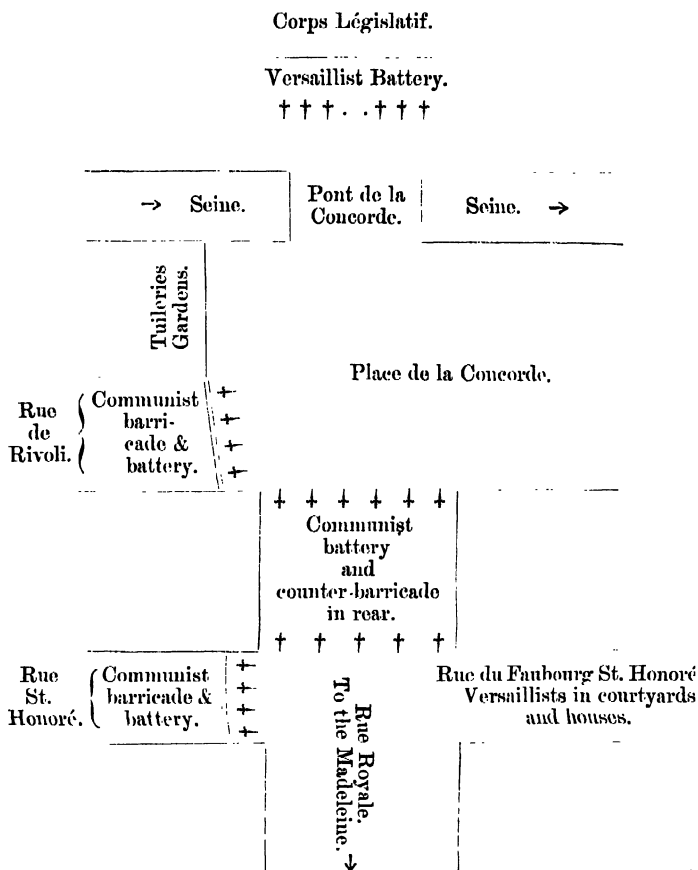 Corps Législatif.
Versaillist Battery.
Seine.
Pont de la
Concorde.
Seine.
Tuileries
Gardens.
Place de la Concorde.
Rue
de
Rivoli.
Communist
barri-
cade &
battery.
Communist
battery
and
counter-barricade
in rear.
Rue
St.
Honoré.
Communist
barricade &
battery.
Rue Royale.
To the Madeleine.
Rue du Faubourg St. Honoré
Versaillists in courtyards
and houses.